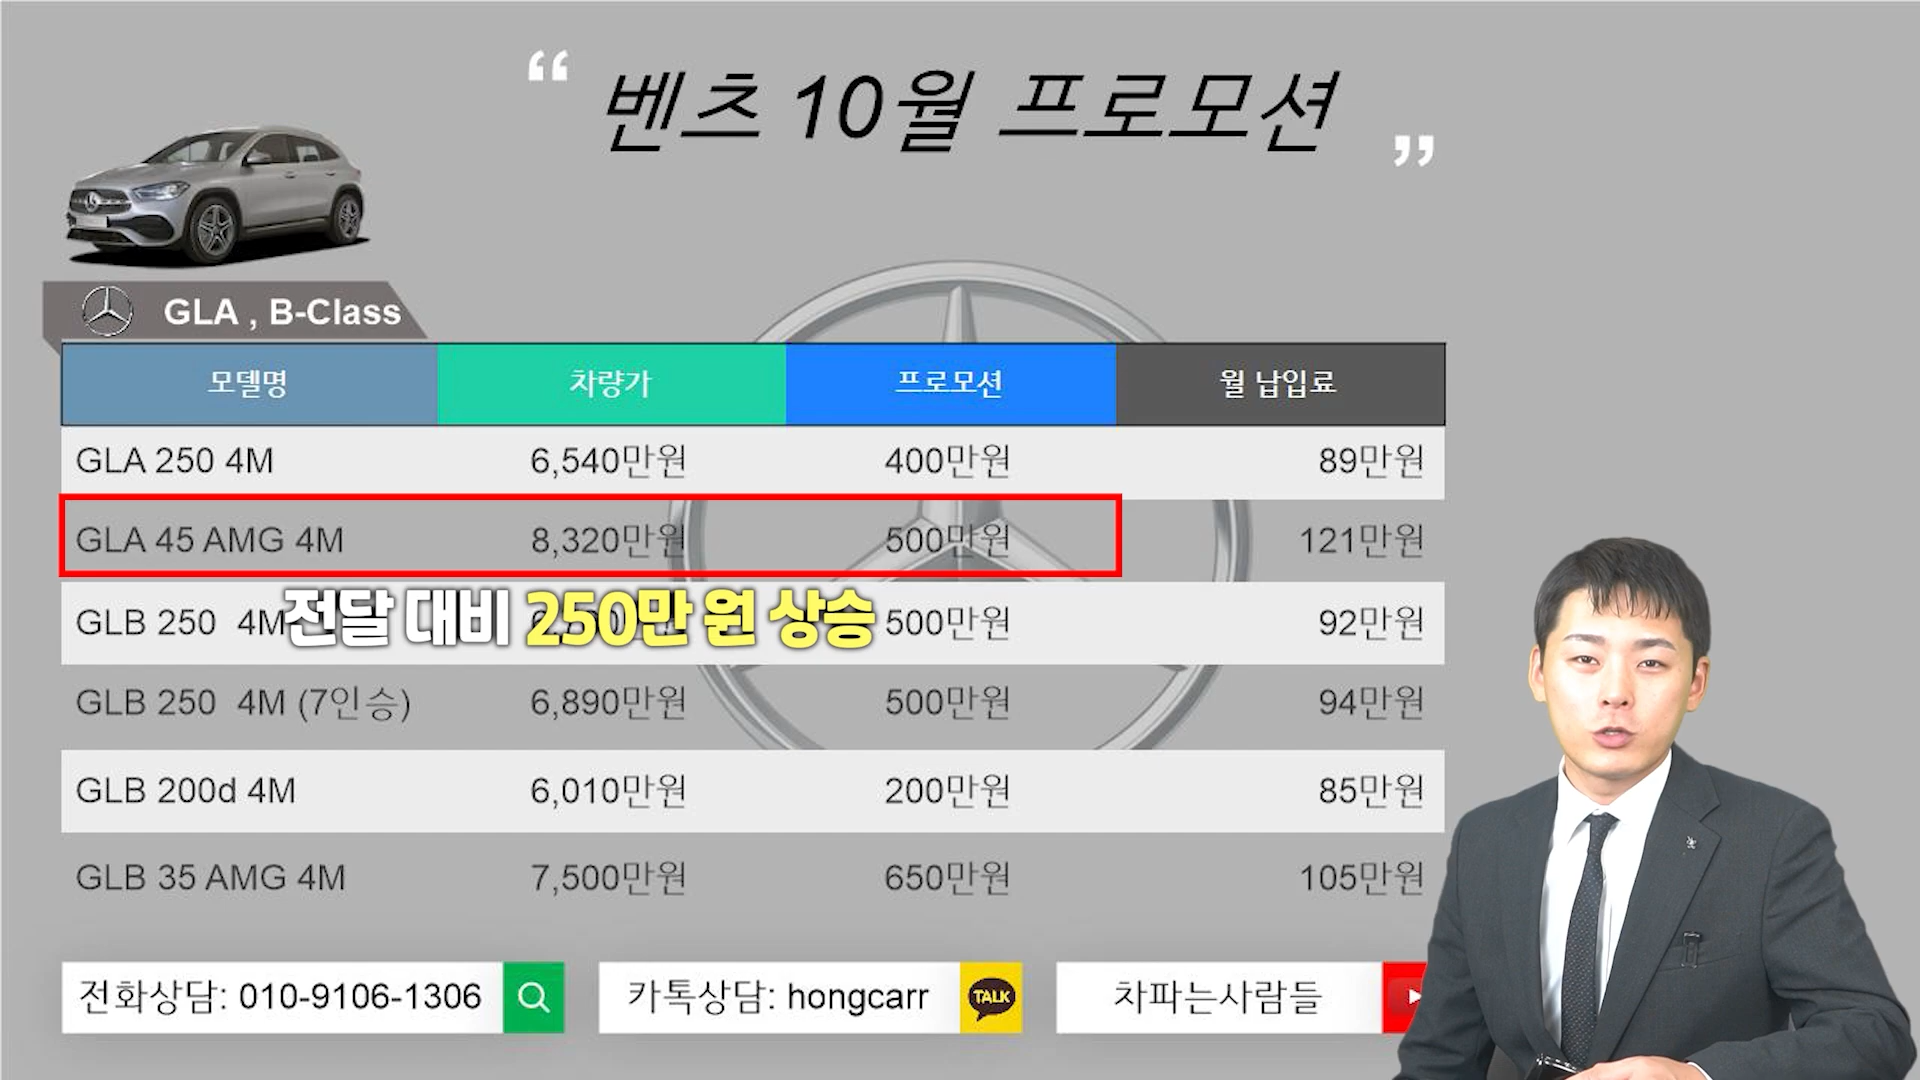 “ 벤츠 10월 프로모션 ”
GLA , B-Class
모델명 차량가 프로모션 월 납입료
GLA 250 4M 6,540만원 400만원 89만원
GLA 45 AMG 4M 8,320만원 500만원 121만원
GLB 250 4M 500만원 92만원
전달 대비 250만 원 상승
GLB 250 4M (7인승) 6,890만원 500만원 94만원
GLB 200d 4M 6,010만원 200만원 85만원
GLB 35 AMG 4M 7,500만원 650만원 105만원
전화상담: 010-9106-1306
카톡상담: hongcarr
TALK
차파는사람들